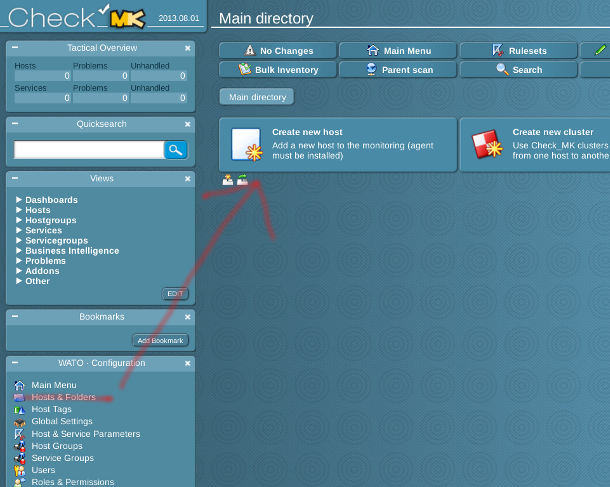 Check MK 2013.08.01
Tactical Overview
Hosts Problems Unhandled
0 0 0
Services Problems Unhandled
0 0 0
Quicksearch
Views
Dashboards
Hosts
Hostgroups
Services
Servicegroups
Business Intelligence
Problems
Addons
Other
EDIT
Bookmarks
Add Bookmark
WATO · Configuration
Main Menu
Hosts & Folders
Host Tags
Global Settings
Host & Service Parameters
Host Groups
Service Groups
Users
Roles & Permissions
Main directory
No Changes Main Menu Rulesets
Bulk Inventory Parent scan Search
Main directory
Create new host
Add a new host to the monitoring (agent
must be installed)
Create new cluster
Use Check_MK clusters
from one host to anothe